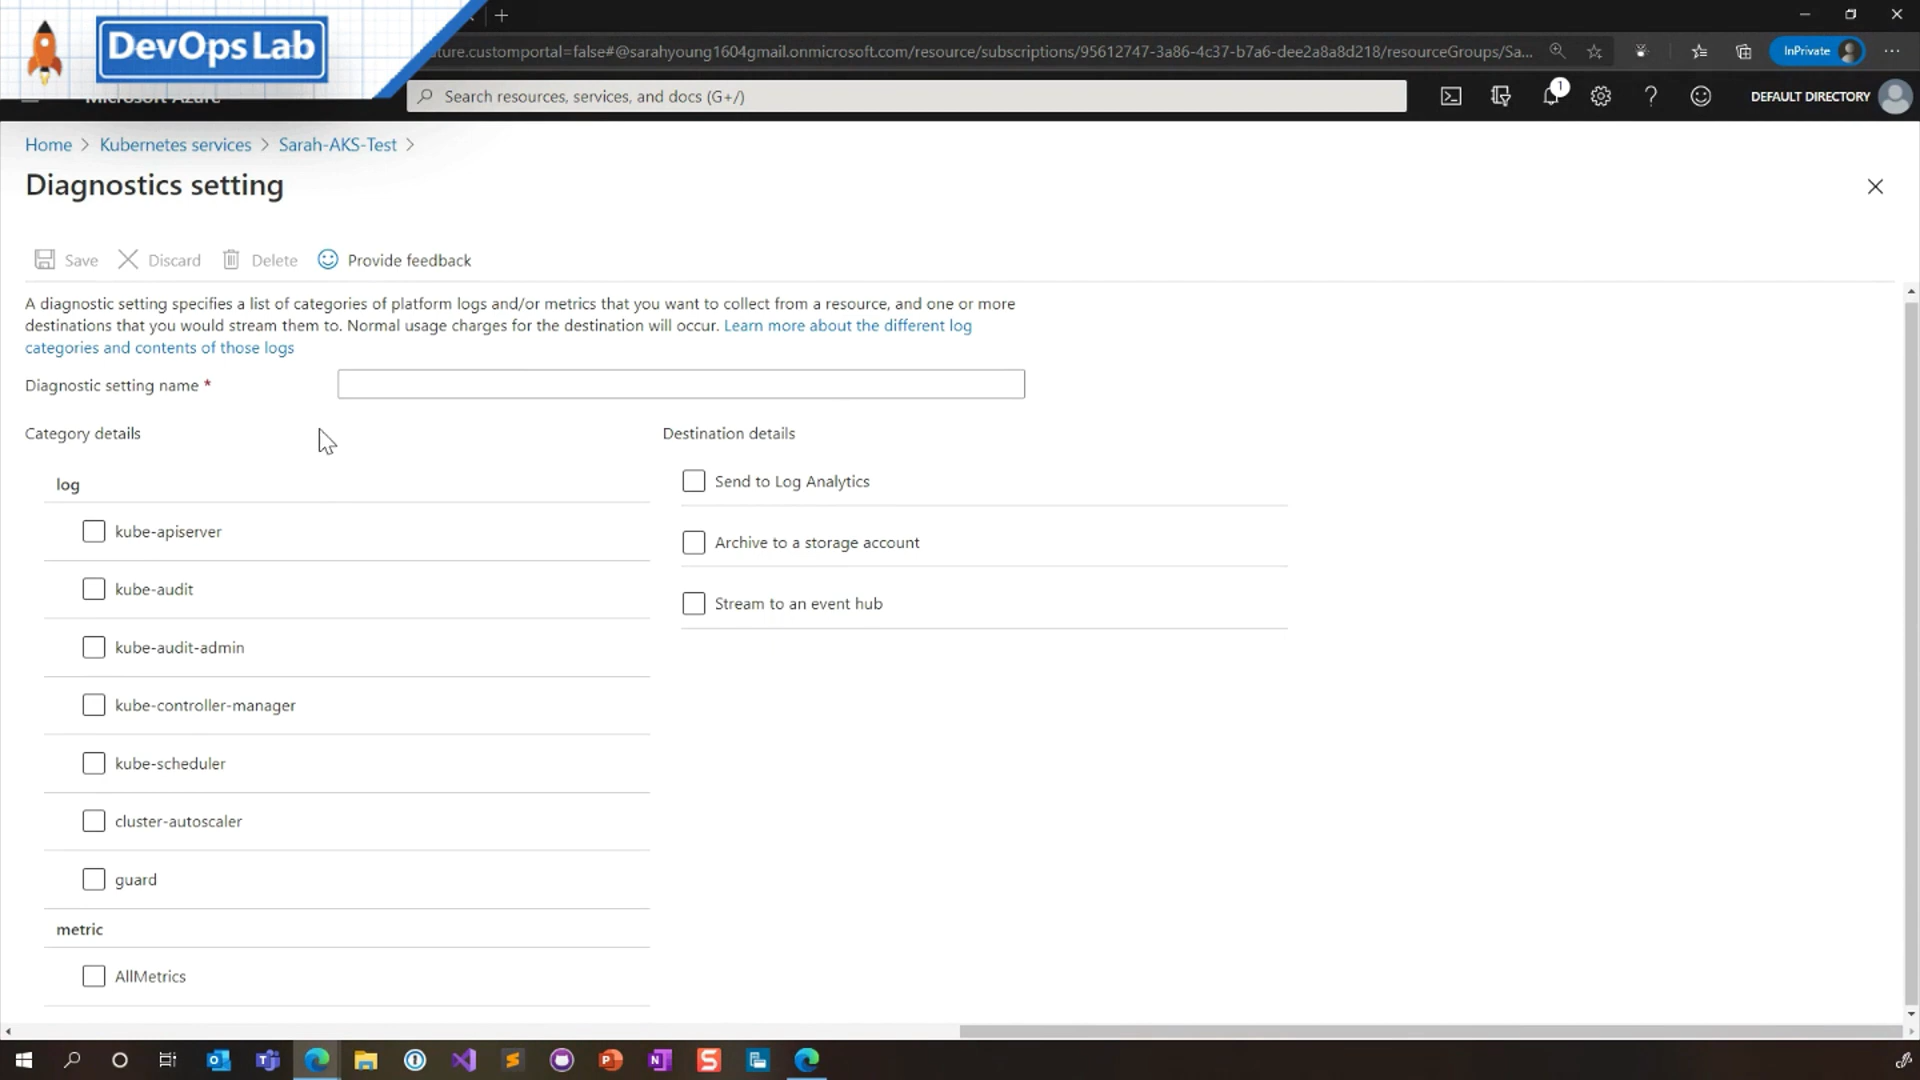 DevOps Lab
ture.customportal=false#@sarahyoung1604gmail.onmicrosoft.com/resource/subscriptions/95612747-3a86-4c37-b7a6-dee2a8a8d218/resourceGroups/Sa...
InPrivate
Microsoft Azure
Search resources, services, and docs (G+/)
1
DEFAULT DIRECTORY
Home > Kubernetes services > Sarah-AKS-Test >
Diagnostics setting
Save Discard Delete Provide feedback
A diagnostic setting specifies a list of categories of platform logs and/or metrics that you want to collect from a resource, and one or more
destinations that you would stream them to. Normal usage charges for the destination will occur. Learn more about the different log
categories and contents of those logs
Diagnostic setting name *
Category details
Destination details
log
Send to Log Analytics
kube-apiserver
Archive to a storage account
kube-audit
Stream to an event hub
kube-audit-admin
kube-controller-manager
kube-scheduler
cluster-autoscaler
guard
metric
AllMetrics